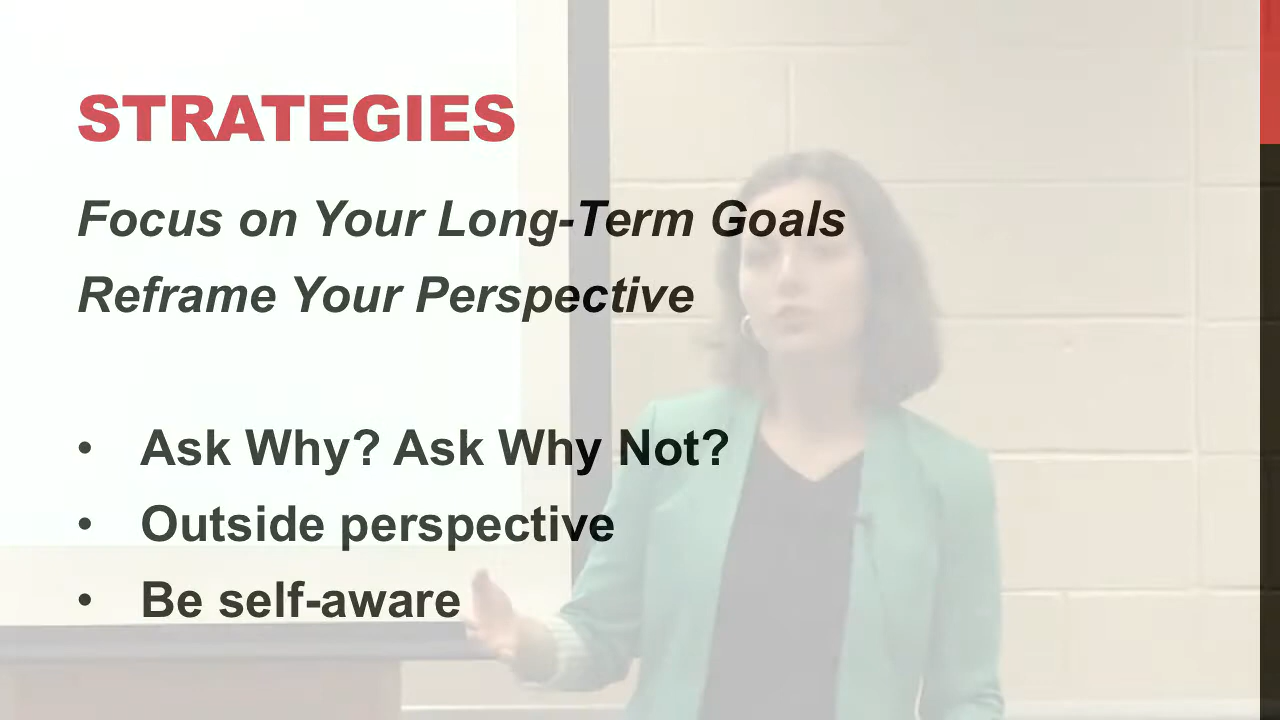 STRATEGIES
Focus on Your Long-Term Goals
Reframe Your Perspective
• Ask Why? Ask Why Not?
• Outside perspective
• Be self-aware